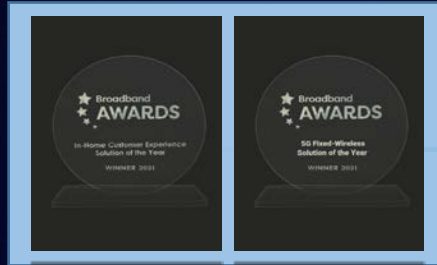 Broadband
AWARDS
In-Home Customer Experience
Solution of the Year
WINNER 2021
Broadband
AWARDS
5G Fixed-Wireless
Solution of the Year
WINNER 2021